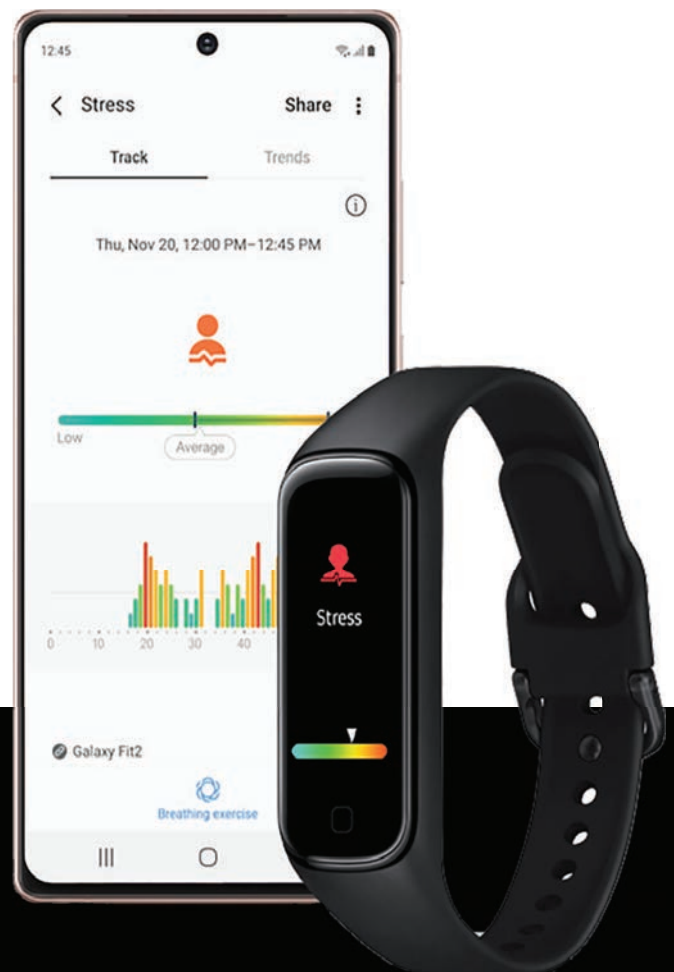 12:45
Stress
Share
Track
Trends
Thu, Nov 20, 12:00 PM–12:45 PM
Low
Average
0 10 20 30 40
Galaxy Fit2
Breathing exercise
Stress